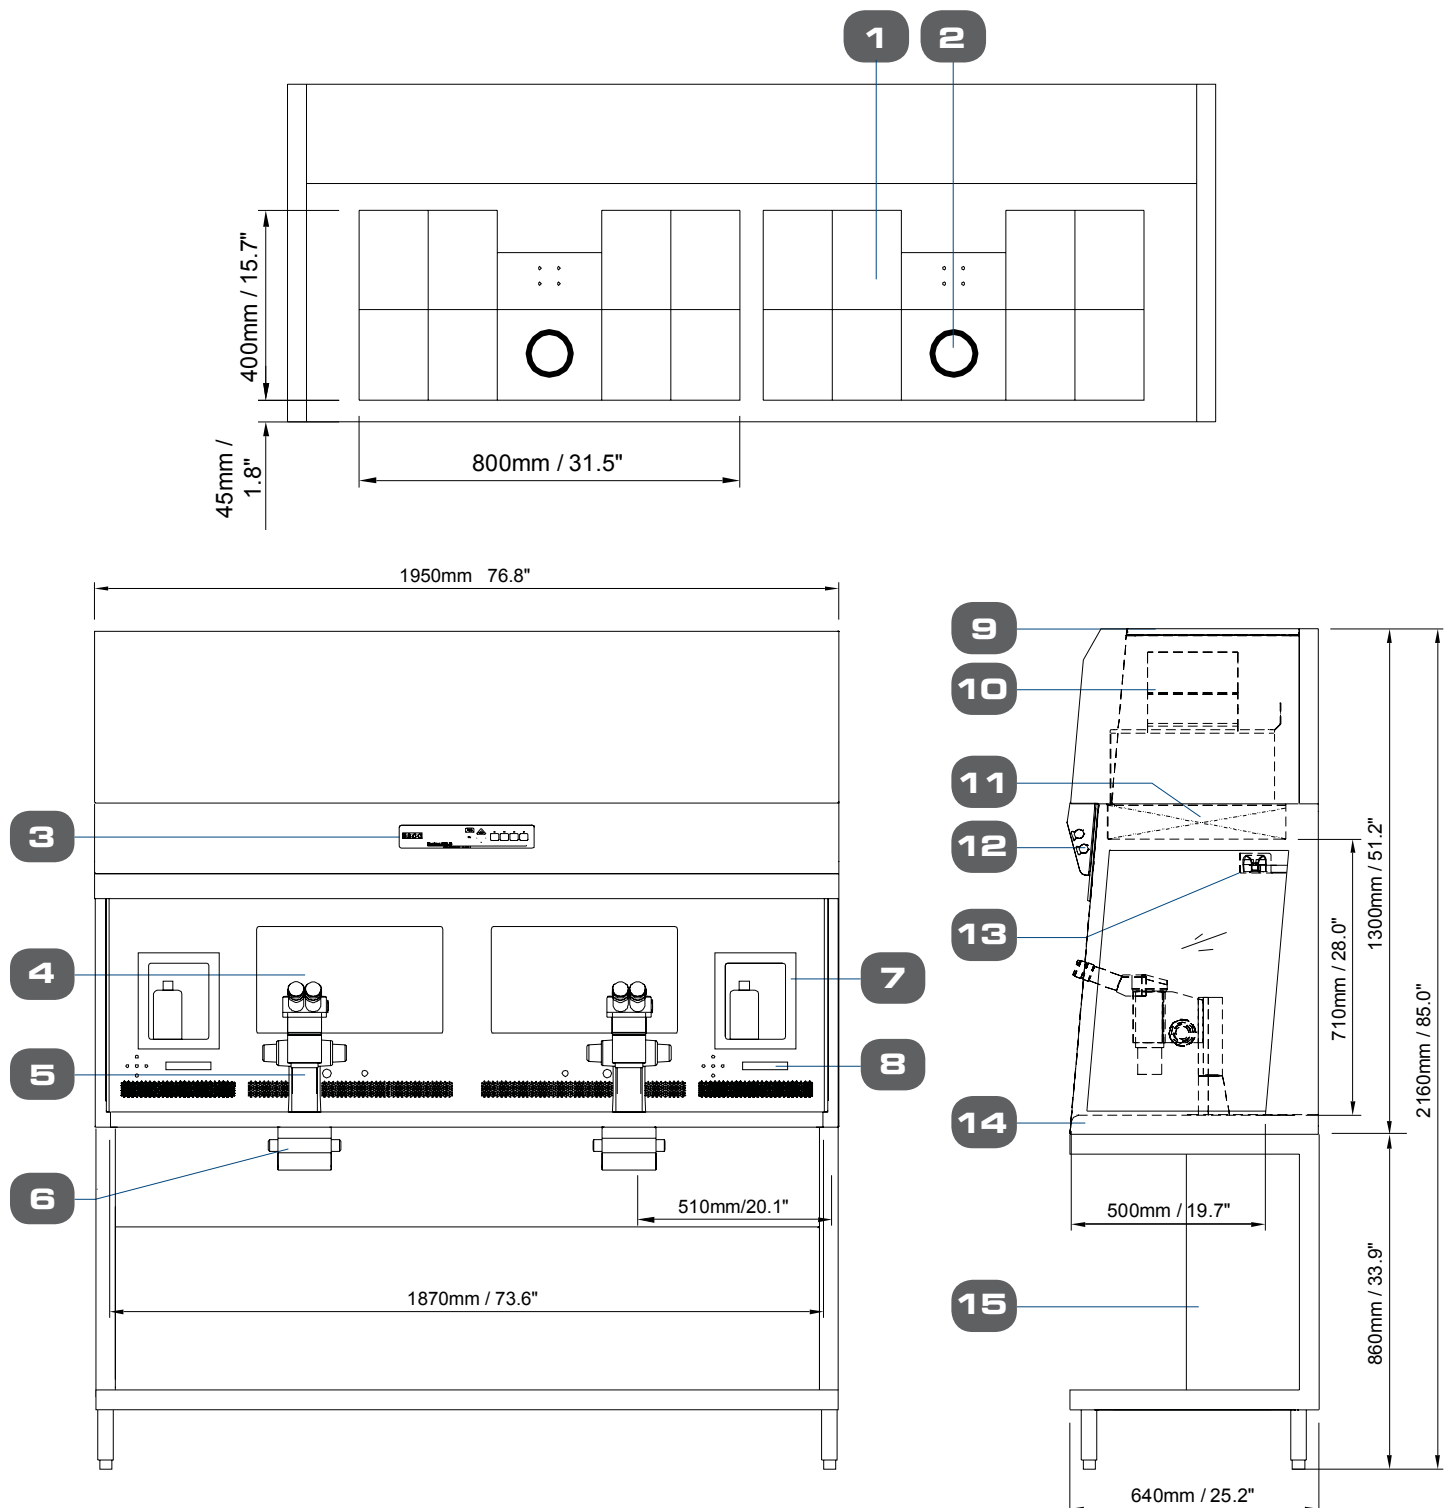 1 2
400mm / 15.7"
45mm /
1.8"
800mm / 31.5"
1950mm 76.8"
3
4
5
6
7
8
9
10
11
12
13
14
15
510mm/20.1"
1870mm / 73.6"
710mm / 28.0"
1300mm / 51.2"
2160mm / 85.0"
500mm / 19.7"
860mm / 33.9"
640mm / 25.2"